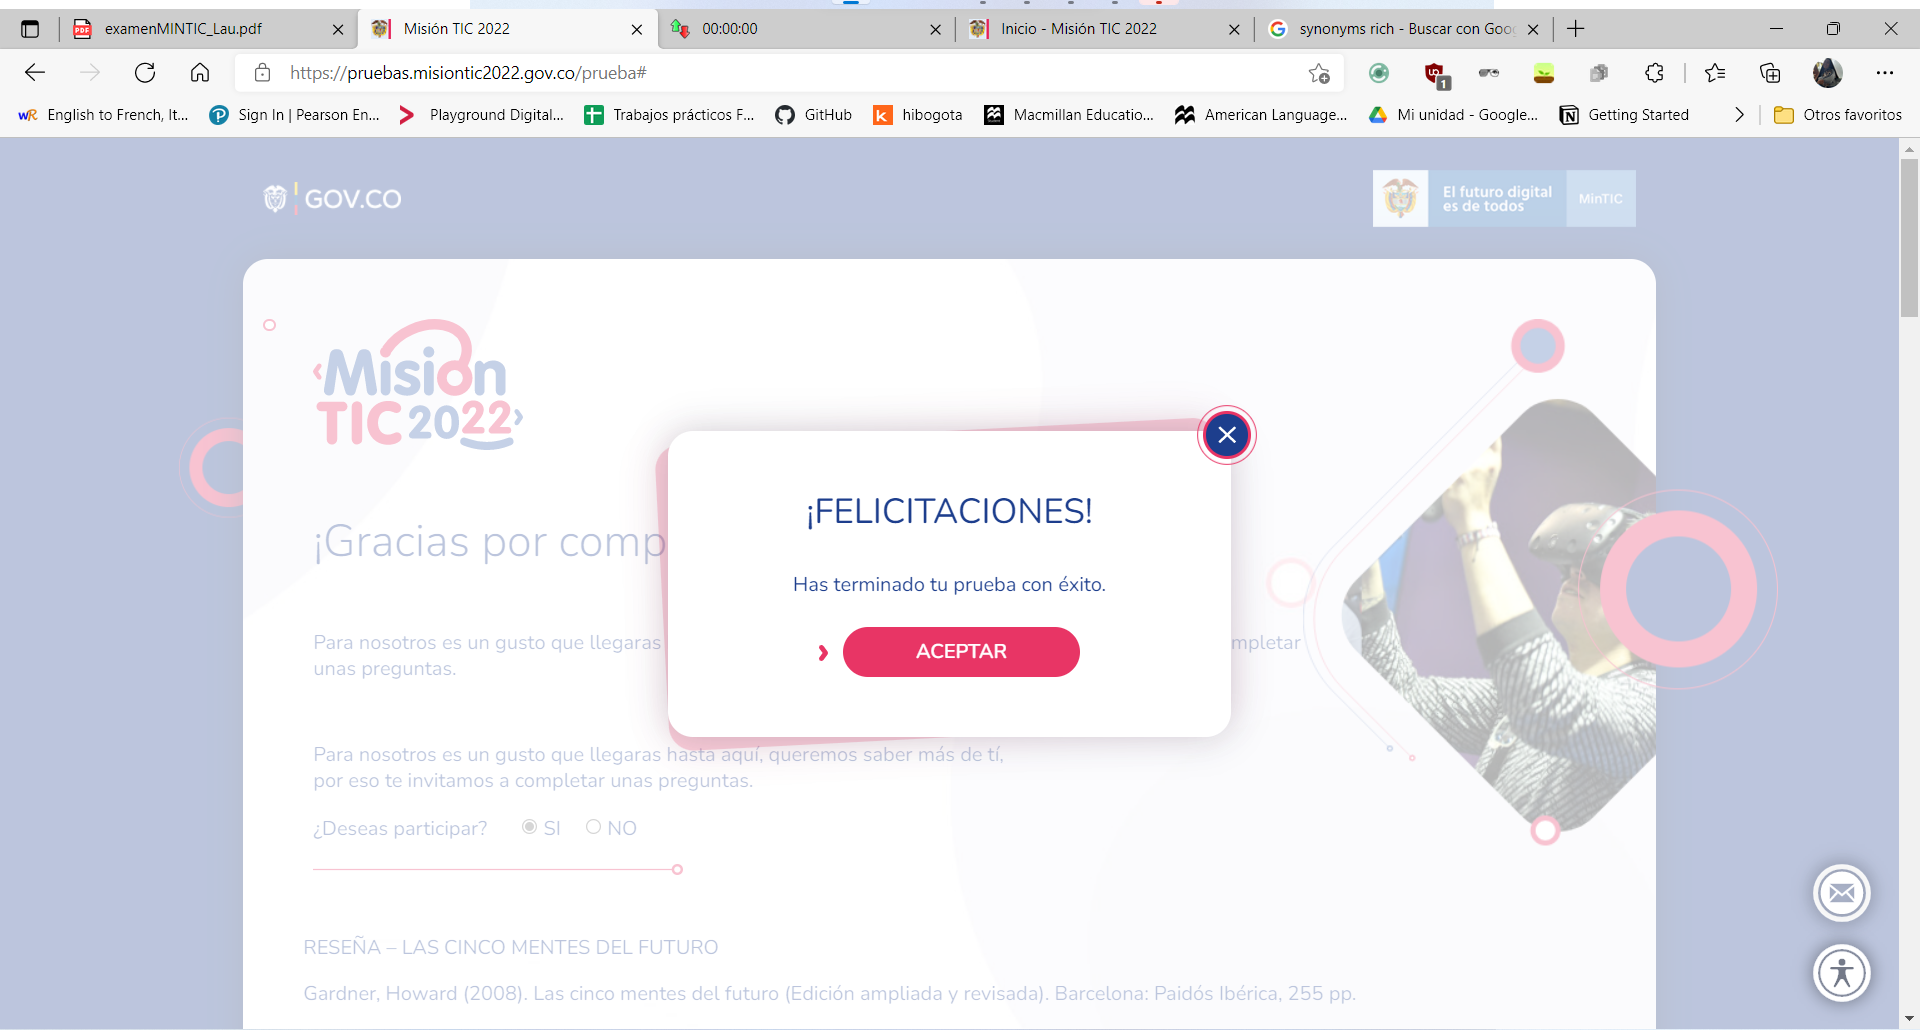 examenMINTIC_Lau.pdf
Misión TIC 2022
00:00:00
Inicio - Misión TIC 2022
synonyms rich - Buscar con Goog
https://pruebas.misiontic2022.gov.co/prueba#
1
English to French, It...
Sign In | Pearson En...
Playground Digital...
Trabajos prácticos F...
GitHub
hibogota
Macmillan Educatio...
American Language...
Mi unidad - Google...
Getting Started
Otros favoritos
GOV.CO
El futuro digital
es de todos
MinTIC
Misión
TIC 2022
¡Gracias por comp
¡FELICITACIONES!
Has terminado tu prueba con éxito.
ACEPTAR
Para nosotros es un gusto que llegaras
mpletar
unas preguntas.
Para nosotros es un gusto que llegaras hasta aquí, queremos saber más de tí,
por eso te invitamos a completar unas preguntas.
¿Deseas participar? SI NO
RESEÑA – LAS CINCO MENTES DEL FUTURO
Gardner, Howard (2008). Las cinco mentes del futuro (Edición ampliada y revisada). Barcelona: Paidós Ibérica, 255 pp.